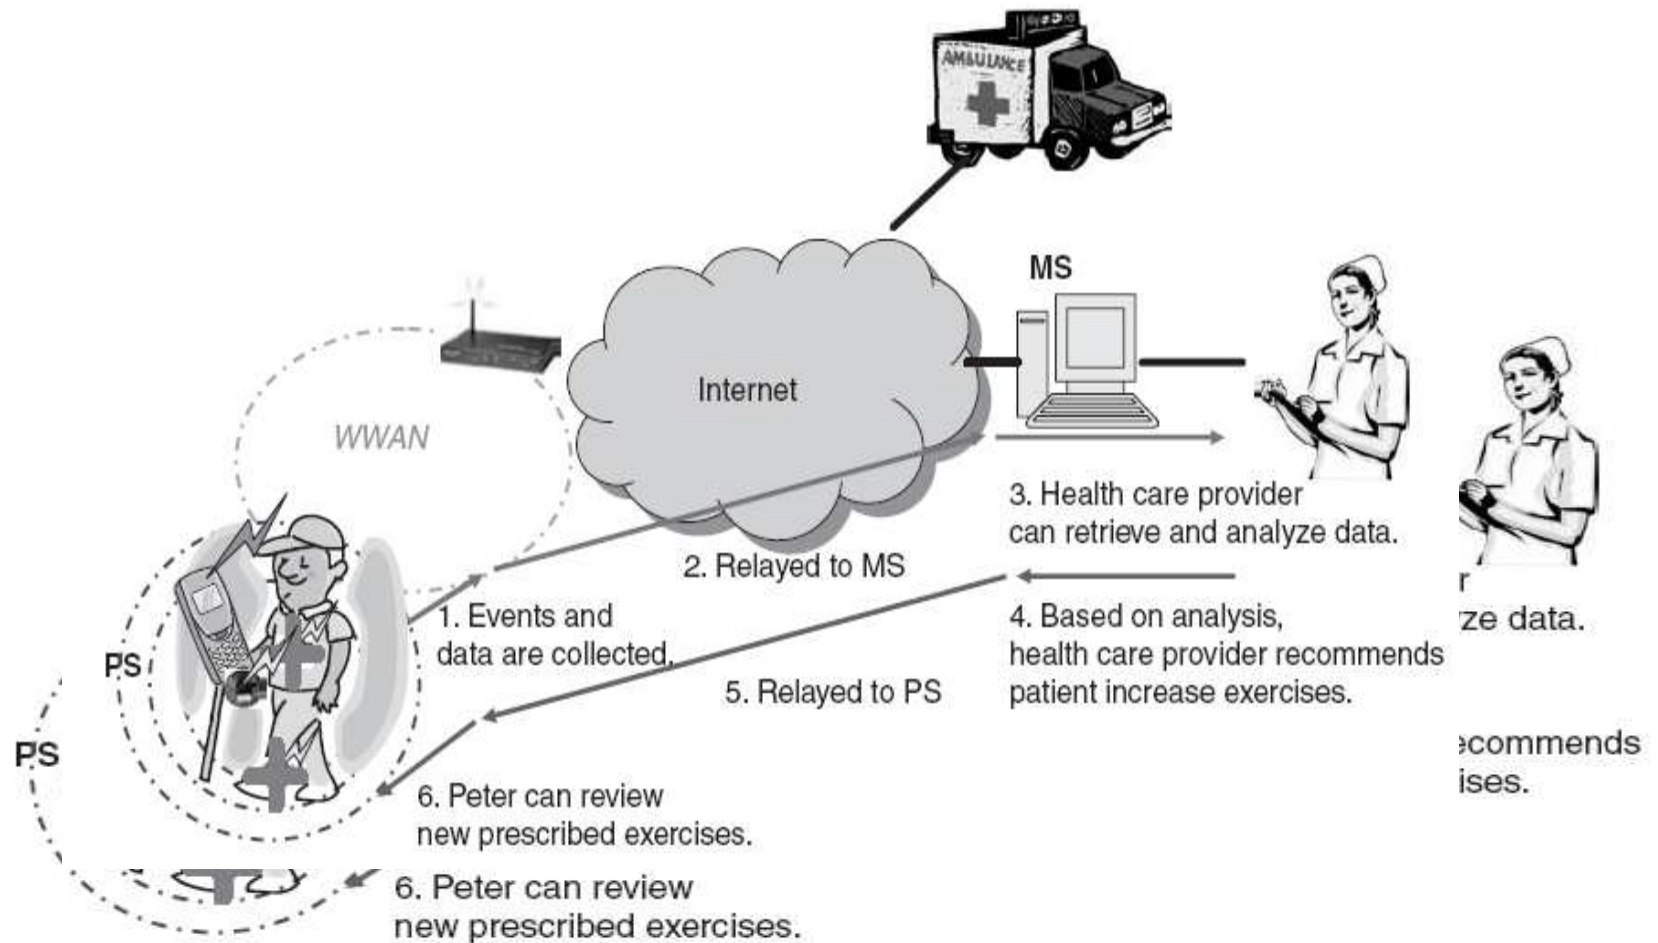 AMBULANCE
MS
Internet
WWAN
3. Health care provider
can retrieve and analyze data.
2. Relayed to MS
r
ze data.
1. Events and
data are collected.
4. Based on analysis,
health care provider recommends
patient increase exercises.
PS
5. Relayed to PS
PS
ecommends
ises.
6. Peter can review
new prescribed exercises.
6. Peter can review
new prescribed exercises.